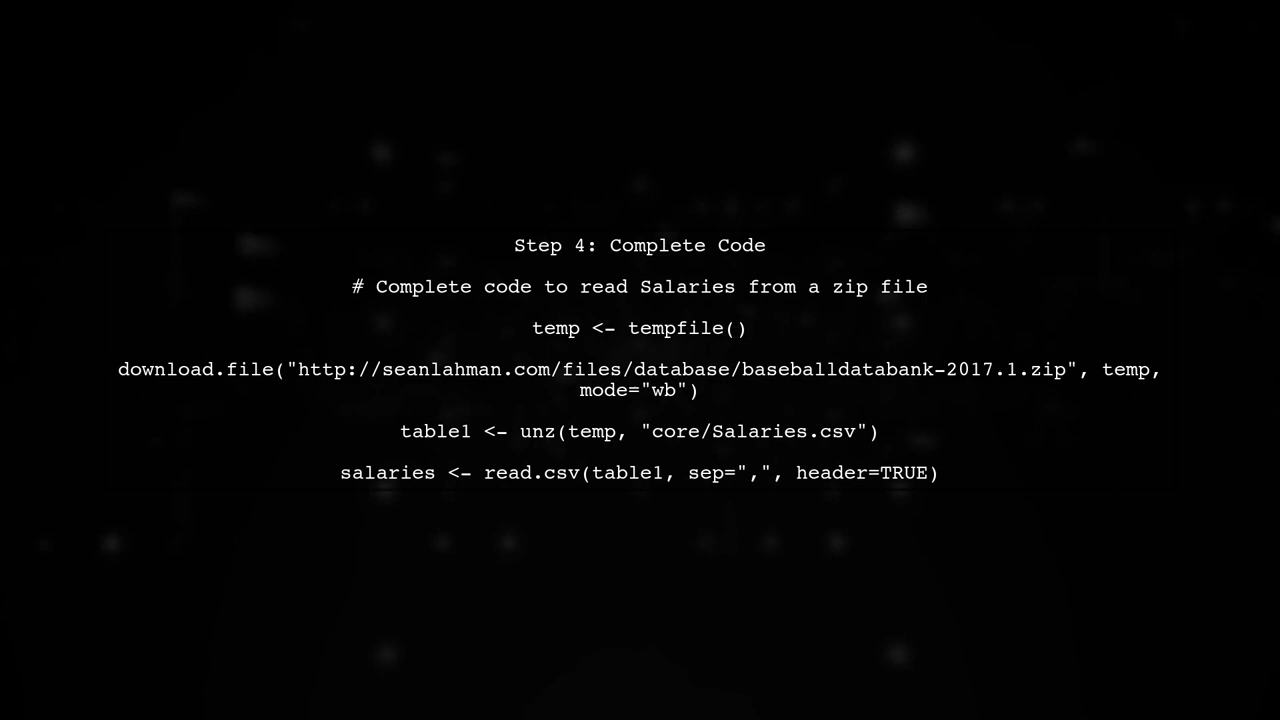 Step 4: Complete Code
# Complete code to read Salaries from a zip file
temp <- tempfile()
download.file("http://seanlahman.com/files/database/baseballdatabank-2017.1.zip", temp,
mode="wb")
table1 <- unz(temp, "core/Salaries.csv")
salaries <- read.csv(table1, sep=",", header=TRUE)